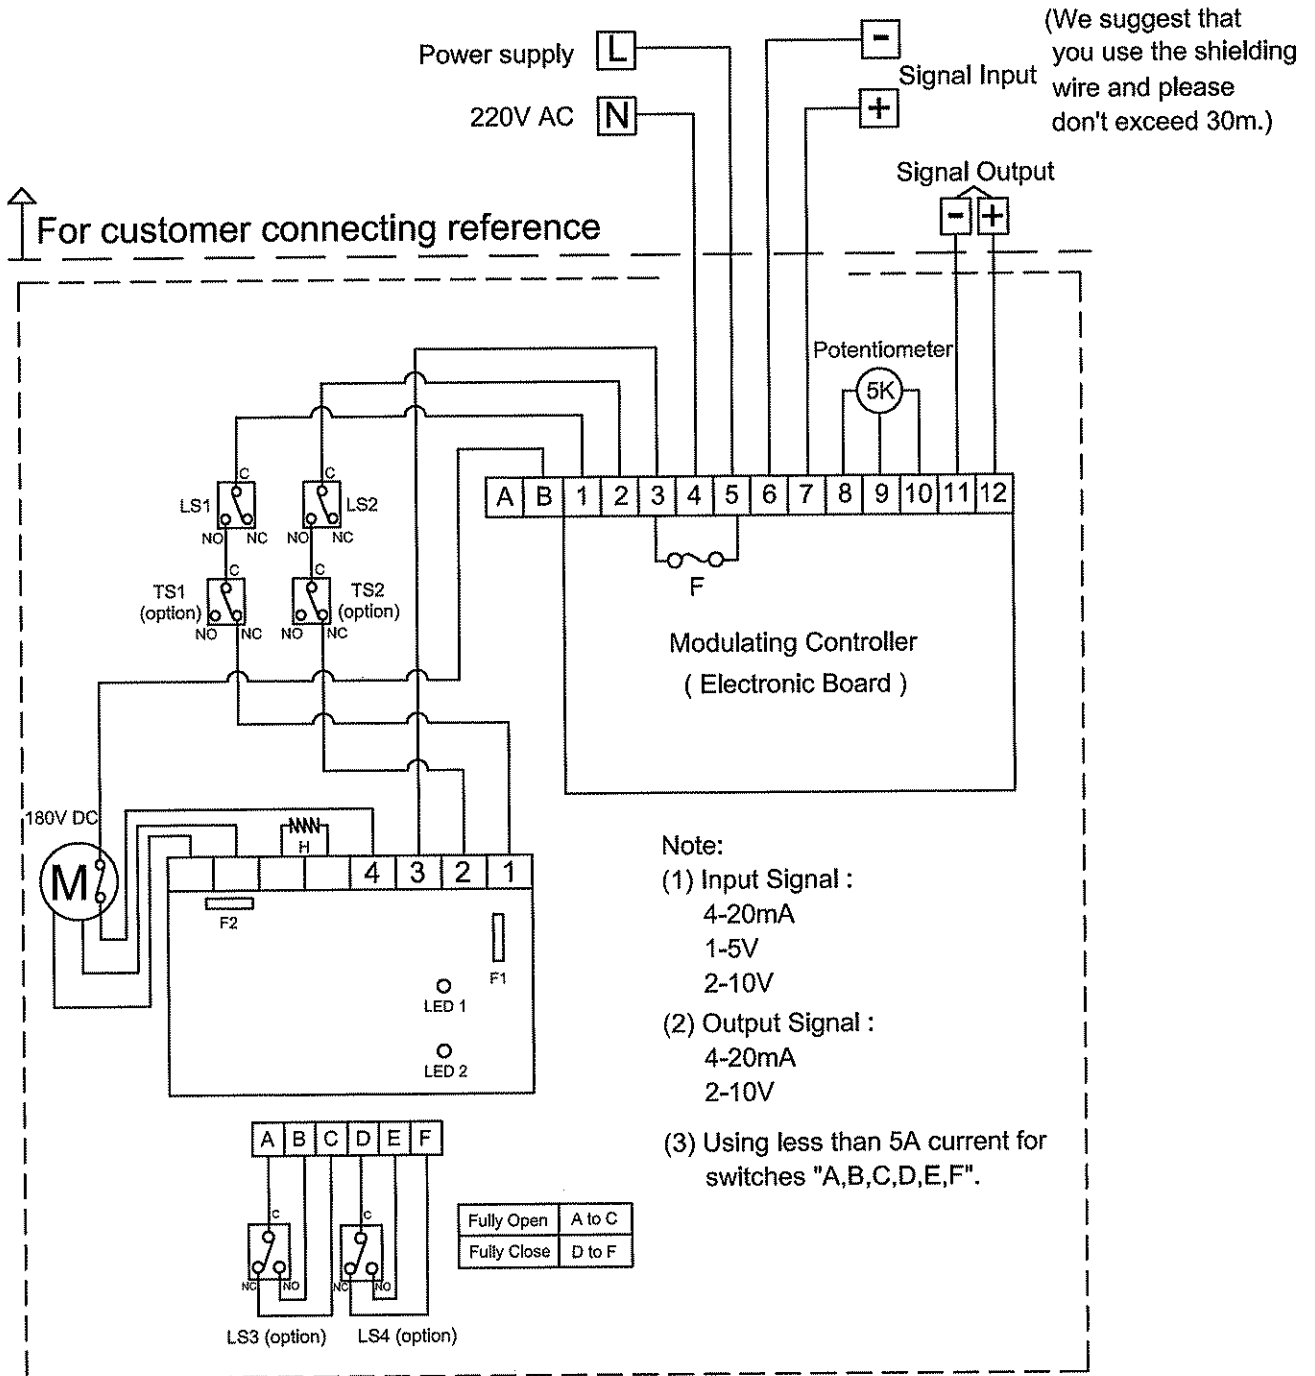 (We suggest that
you use the shielding
wire and please
don't exceed 30m.)
Power supply L
220V AC N
-
Signal Input
+
Signal Output
- +
For customer connecting reference
Potentiometer
5K
A B 1 2 3 4 5 6 7 8 9 10 11 12
F
Modulating Controller
( Electronic Board )
C C
LS1 LS2
NO NC NO NC
C C
TS1
(option)
TS2
(option)
NO NC NO NC
180V DC
M
H
4 3 2 1
F2
F1
LED 1
LED 2
Note:
(1) Input Signal :
4-20mA
1-5V
2-10V
(2) Output Signal :
4-20mA
2-10V
(3) Using less than 5A current for
switches "A,B,C,D,E,F".
A B C D E F
C C
NC NO NC NO
LS3 (option) LS4 (option)
Fully Open A to C
Fully Close D to F